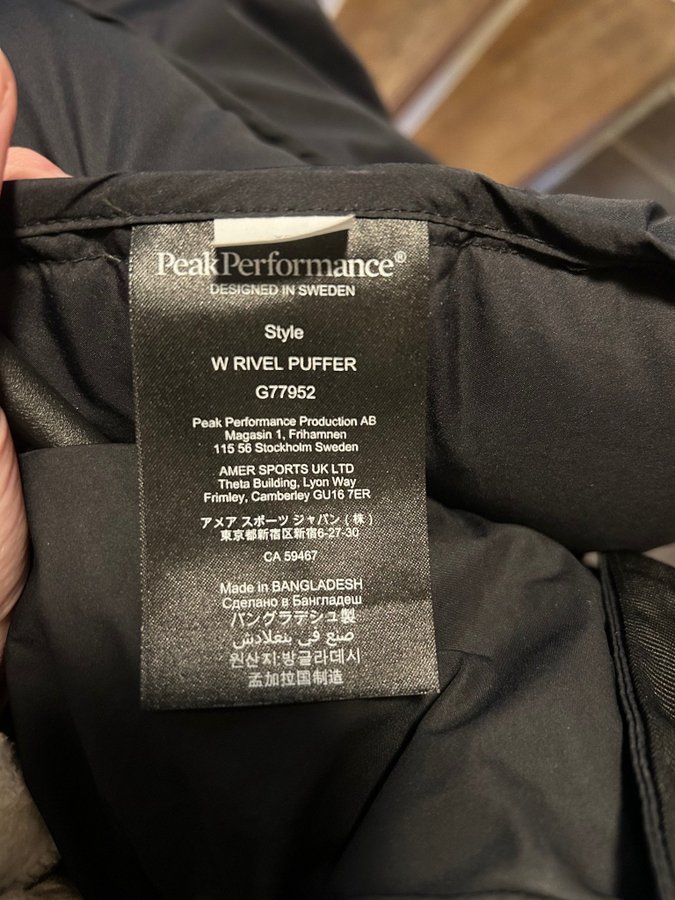 PeakPerformance®
DESIGNED IN SWEDEN
Style
W RIVEL PUFFER
G77952
Peak Performance Production AB
Magasin 1, Frihamnen
115 56 Stockholm Sweden
AMER SPORTS UK LTD
Theta Building, Lyon Way
Frimley, Camberley GU16 7ER
アメア スポーツ ジャパン ( 株 )
東京都新宿区新宿6-27-30
CA 59467
Made in BANGLADESH
Сделано в Бангладеш
バングラデシュ製
صنع في بنغلادش
원산지:방글라데시
孟加拉国制造